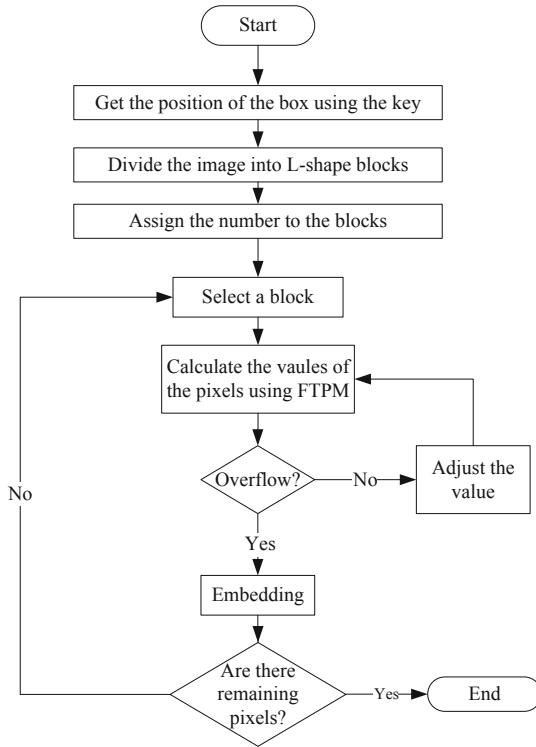 Start
Get the position of the box using the key
Divide the image into L-shape blocks
Assign the number to the blocks
Select a block
Calculate the vaules of
the pixels using FTPM
Overflow?
No
Adjust the
value
No
Yes
Embedding
Are there
remaining
pixels?
Yes
End